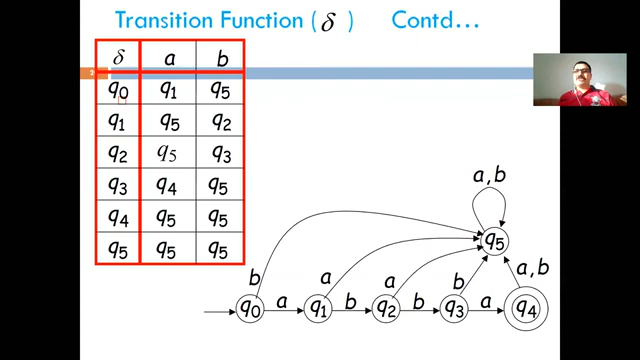 Transition Function ( δ ) Contd…
2
δ a b
q0 q1 q5
q1 q5 q2
q2 q5 q3
q3 q4 q5
q4 q5 q5
q5 q5 q5
a,b
q5
b a a b a,b
q0 a q1 b q2 b q3 a q4